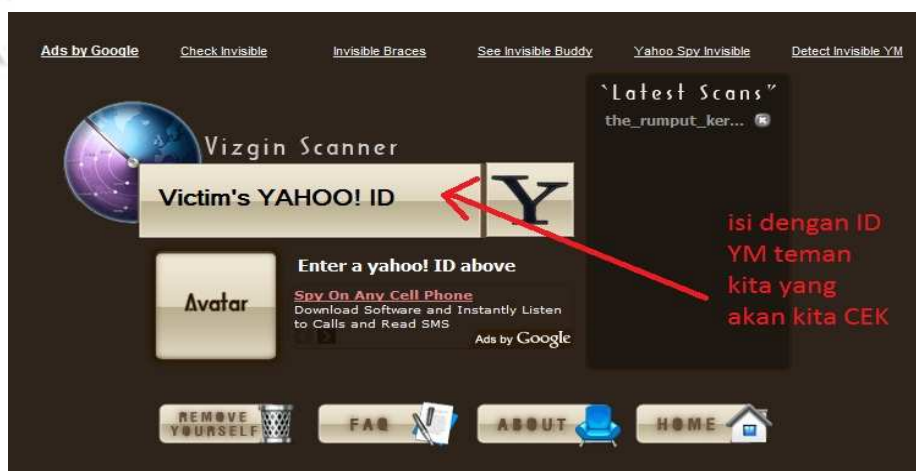 Ads by Google Check Invisible Invisible Braces See Invisible Buddy Yahoo Spy Invisible Detect Invisible YM
`Latest Scans"
the_rumput_ker...
Vizgin Scanner
Victim's YAHOO! ID
Y
isi dengan ID
YM teman
kita yang
akan kita CEK
Enter a yahoo! ID above
Avatar
Spy On Any Cell Phone
Download Software and Instantly Listen
to Calls and Read SMS
Ads by Google
REMOVE
YOURSELF
FAQ
ABOUT
HOME